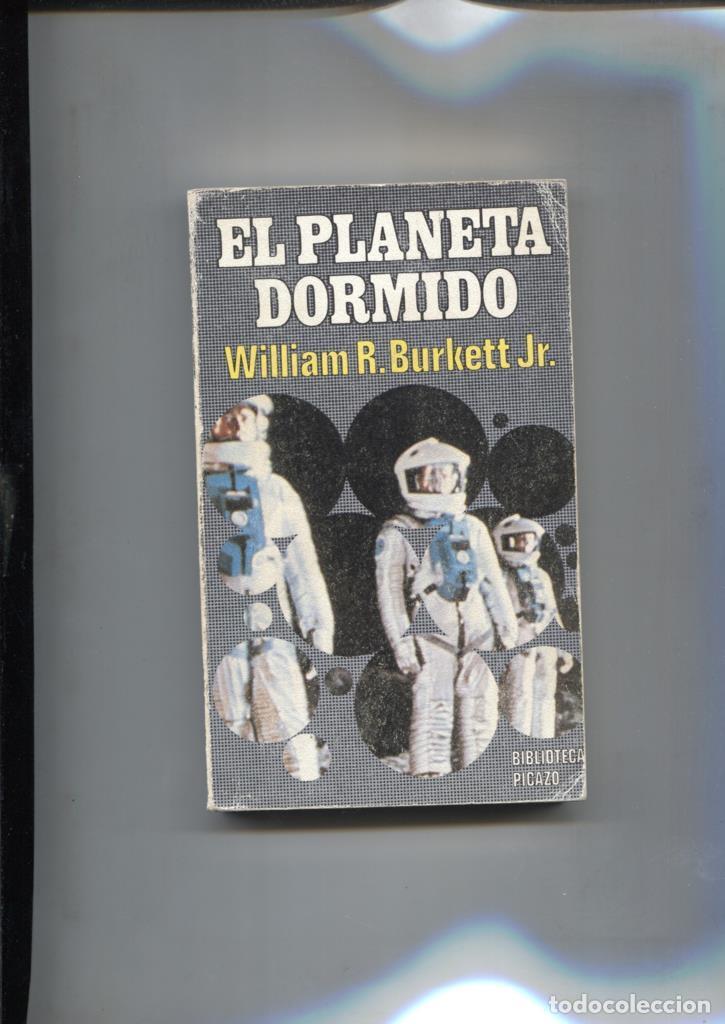 EL PLANETA
DORMIDO
William R. Burkett Jr.
BIBLIOTECA
PICAZO
todocoleccion